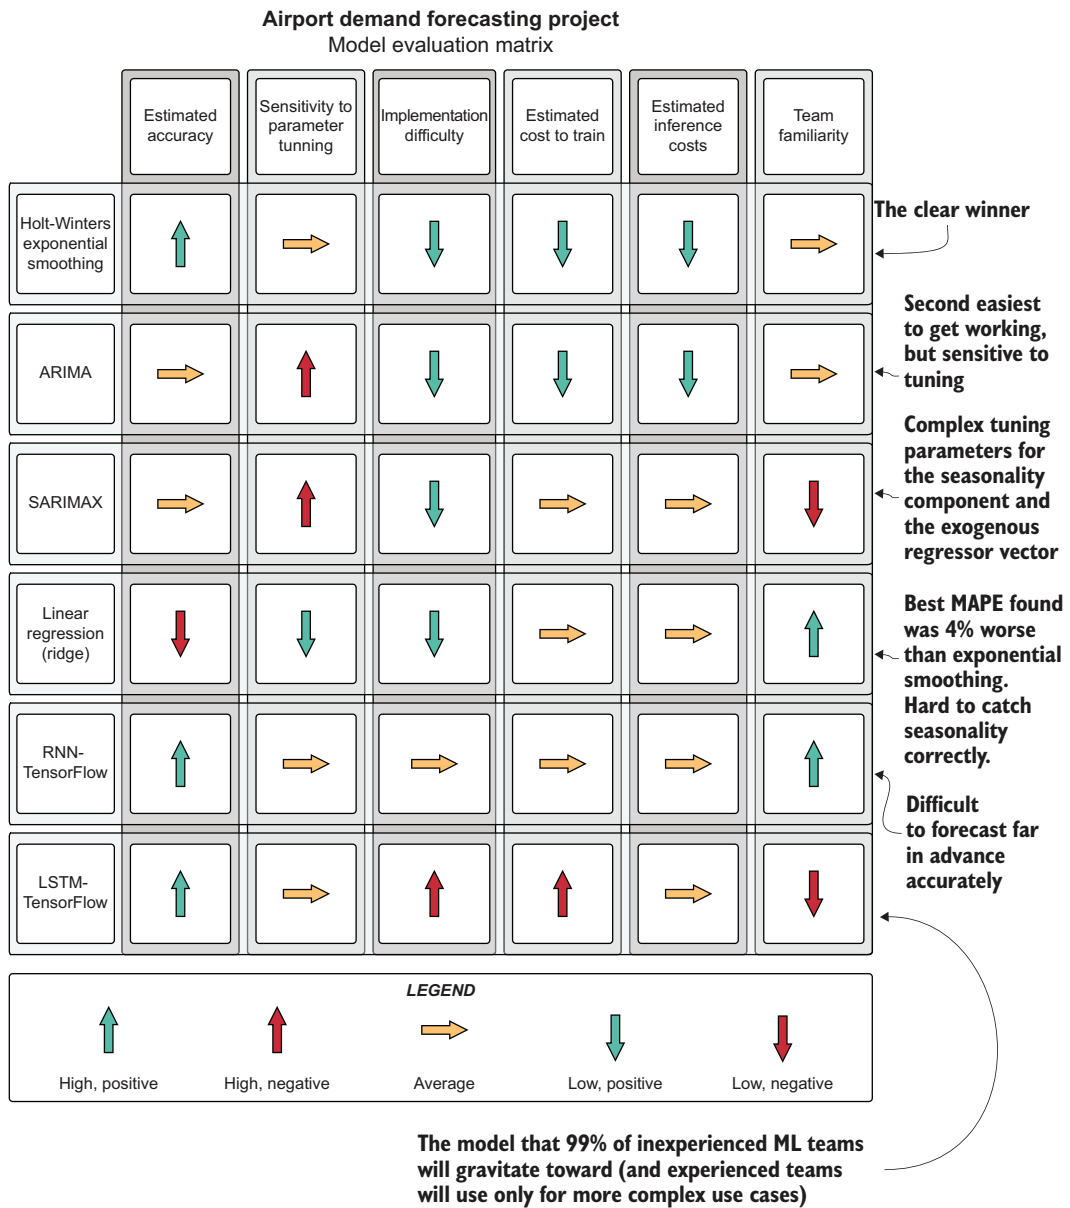 Airport demand forecasting project
Model evaluation matrix
Estimated
accuracy
Sensitivity to
parameter
tunning
Implementation
difficulty
Estimated
cost to train
Estimated
inference
costs
Team
familiarity
Holt-Winters
exponential
smoothing
The clear winner
ARIMA
Second easiest
to get working,
but sensitive to
tuning
SARIMAX
Complex tuning
parameters for
the seasonality
component and
the exogenous
regressor vector
Linear
regression
(ridge)
Best MAPE found
was 4% worse
than exponential
smoothing.
Hard to catch
seasonality
correctly.
RNN-
TensorFlow
Difficult
to forecast far
in advance
accurately
LSTM-
TensorFlow
LEGEND
High, positive
High, negative
Average
Low, positive
Low, negative
The model that 99% of inexperienced ML teams
will gravitate toward (and experienced teams
will use only for more complex use cases)